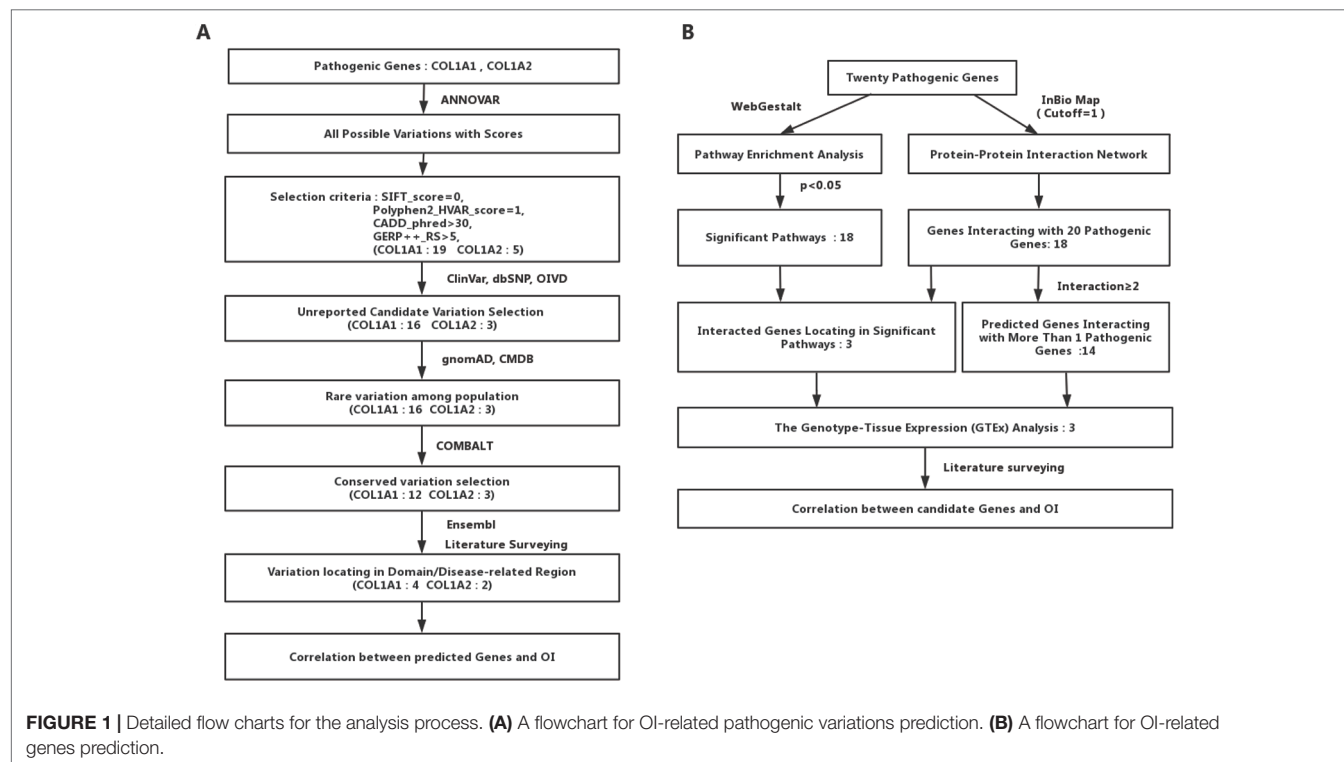 A
Pathogenic Genes : COL1A1 , COL1A2
ANNOVAR
All Possible Variations with Scores
Selection criteria : SIFT_score=0,
Polyphen2_HVAR_score=1,
CADD_phred>30,
GERP++_RS>5,
(COL1A1 : 19 COL1A2 : 5)
ClinVar, dbSNP, OIVD
Unreported Candidate Variation Selection
(COL1A1 : 16 COL1A2 : 3)
gnomAD, CMDB
Rare variation among population
(COL1A1 : 16 COL1A2 : 3)
COMBALT
Conserved variation selection
(COL1A1 : 12 COL1A2 : 3)
Ensembl
Literature Surveying
Variation locating in Domain/Disease-related Region
(COL1A1 : 4 COL1A2 : 2)
Correlation between predicted Genes and OI
B
Twenty Pathogenic Genes
WebGestalt
InBio Map
( Cutoff=1 )
Pathway Enrichment Analysis
Protein-Protein Interaction Network
p<0.05
Significant Pathways : 18
Genes Interacting with 20 Pathogenic
Genes: 18
Interaction≥2
Interacted Genes Locating in Significant
Pathways : 3
Predicted Genes Interacting
with More Than 1 Pathogenic
Genes :14
The Genotype-Tissue Expression (GTEx) Analysis : 3
Literature surveying
Correlation between candidate Genes and OI
FIGURE 1 | Detailed flow charts for the analysis process. (A) A flowchart for OI-related pathogenic variations prediction. (B) A flowchart for OI-related
genes prediction.